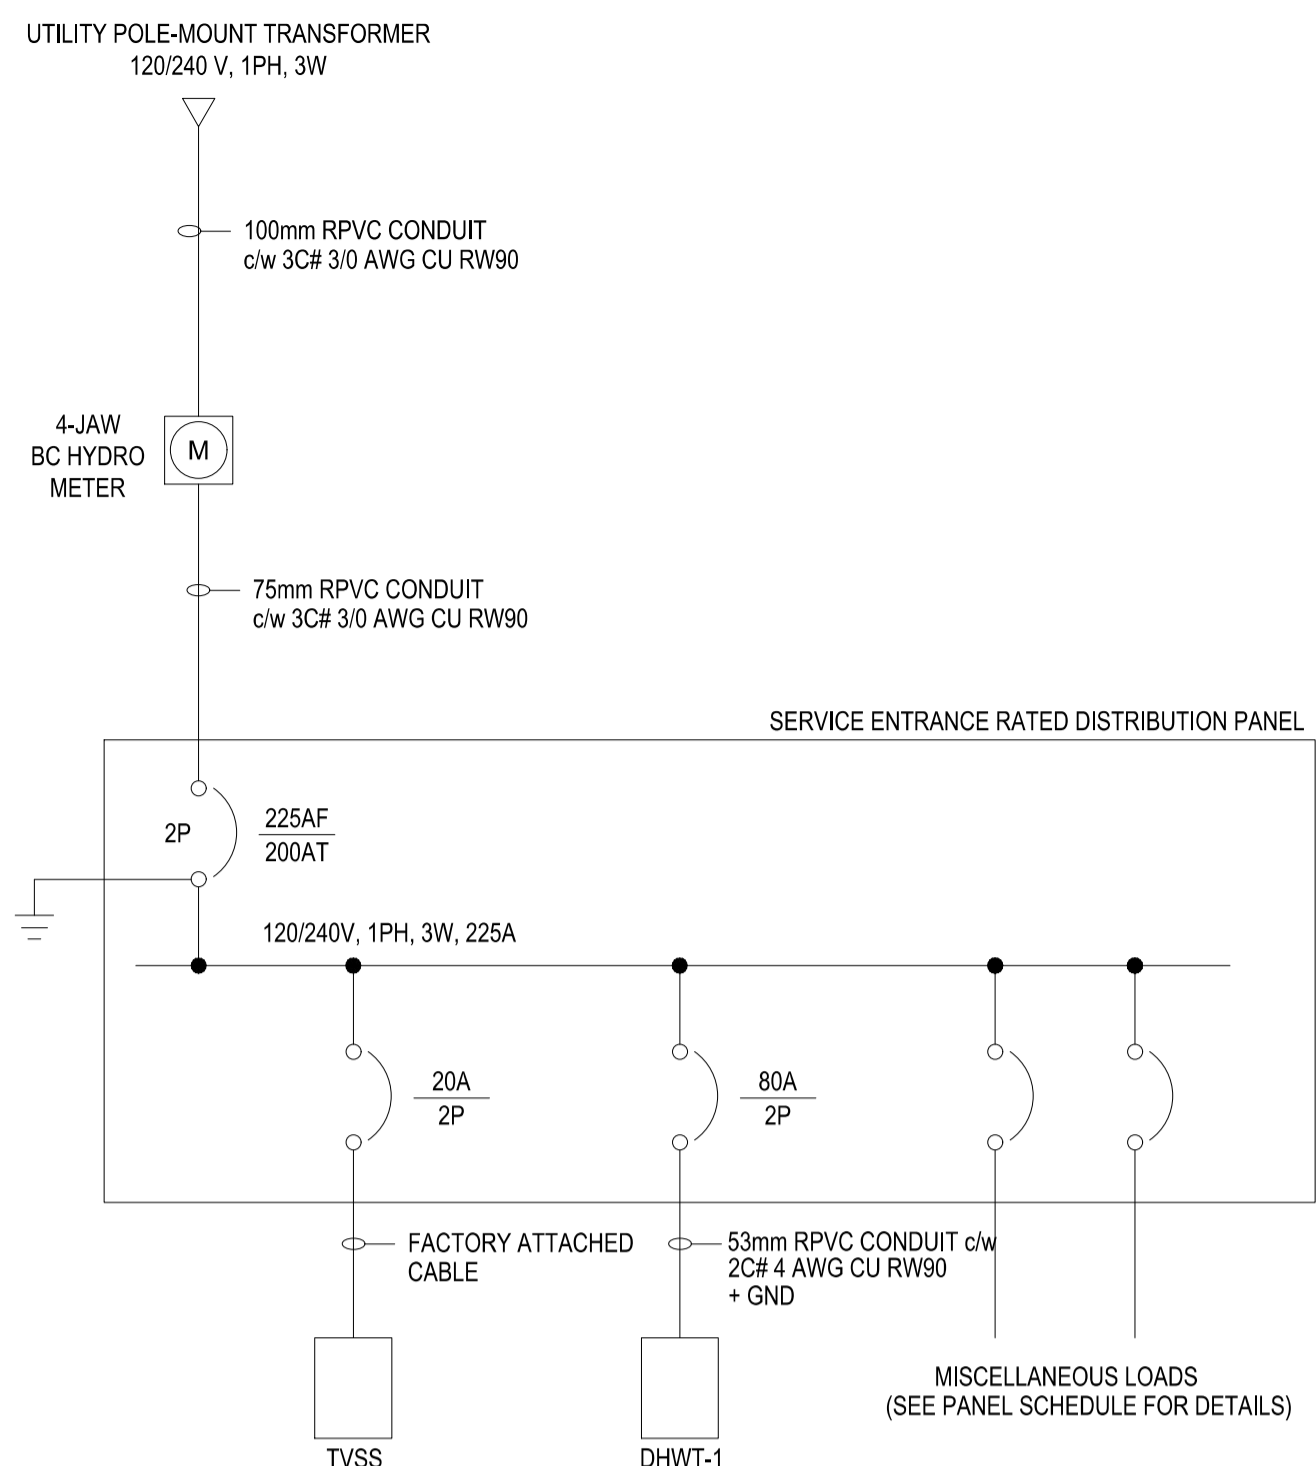 UTILITY POLE-MOUNT TRANSFORMER
120/240 V, 1PH, 3W
100mm RPVC CONDUIT
c/w 3C# 3/0 AWG CU RW90
4-JAW
BC HYDRO
METER
M
75mm RPVC CONDUIT
c/w 3C# 3/0 AWG CU RW90
SERVICE ENTRANCE RATED DISTRIBUTION PANEL
2P
225AF
200AT
120/240V, 1PH, 3W, 225A
20A
2P
80A
2P
FACTORY ATTACHED
CABLE
53mm RPVC CONDUIT c/w
2C# 4 AWG CU RW90
+ GND
MISCELLANEOUS LOADS
(SEE PANEL SCHEDULE FOR DETAILS)
TVSS
DHWT-1